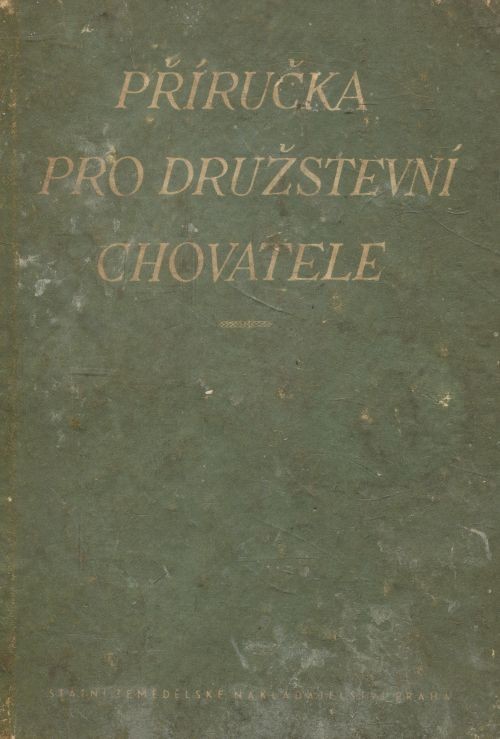 PŘÍRUČKA
PRO DRUŽSTEVNÍ
CHOVATELE
STÁTNÍ ZEMĚDĚLSKÉ NAKLADATELSTVÍ PRAHA